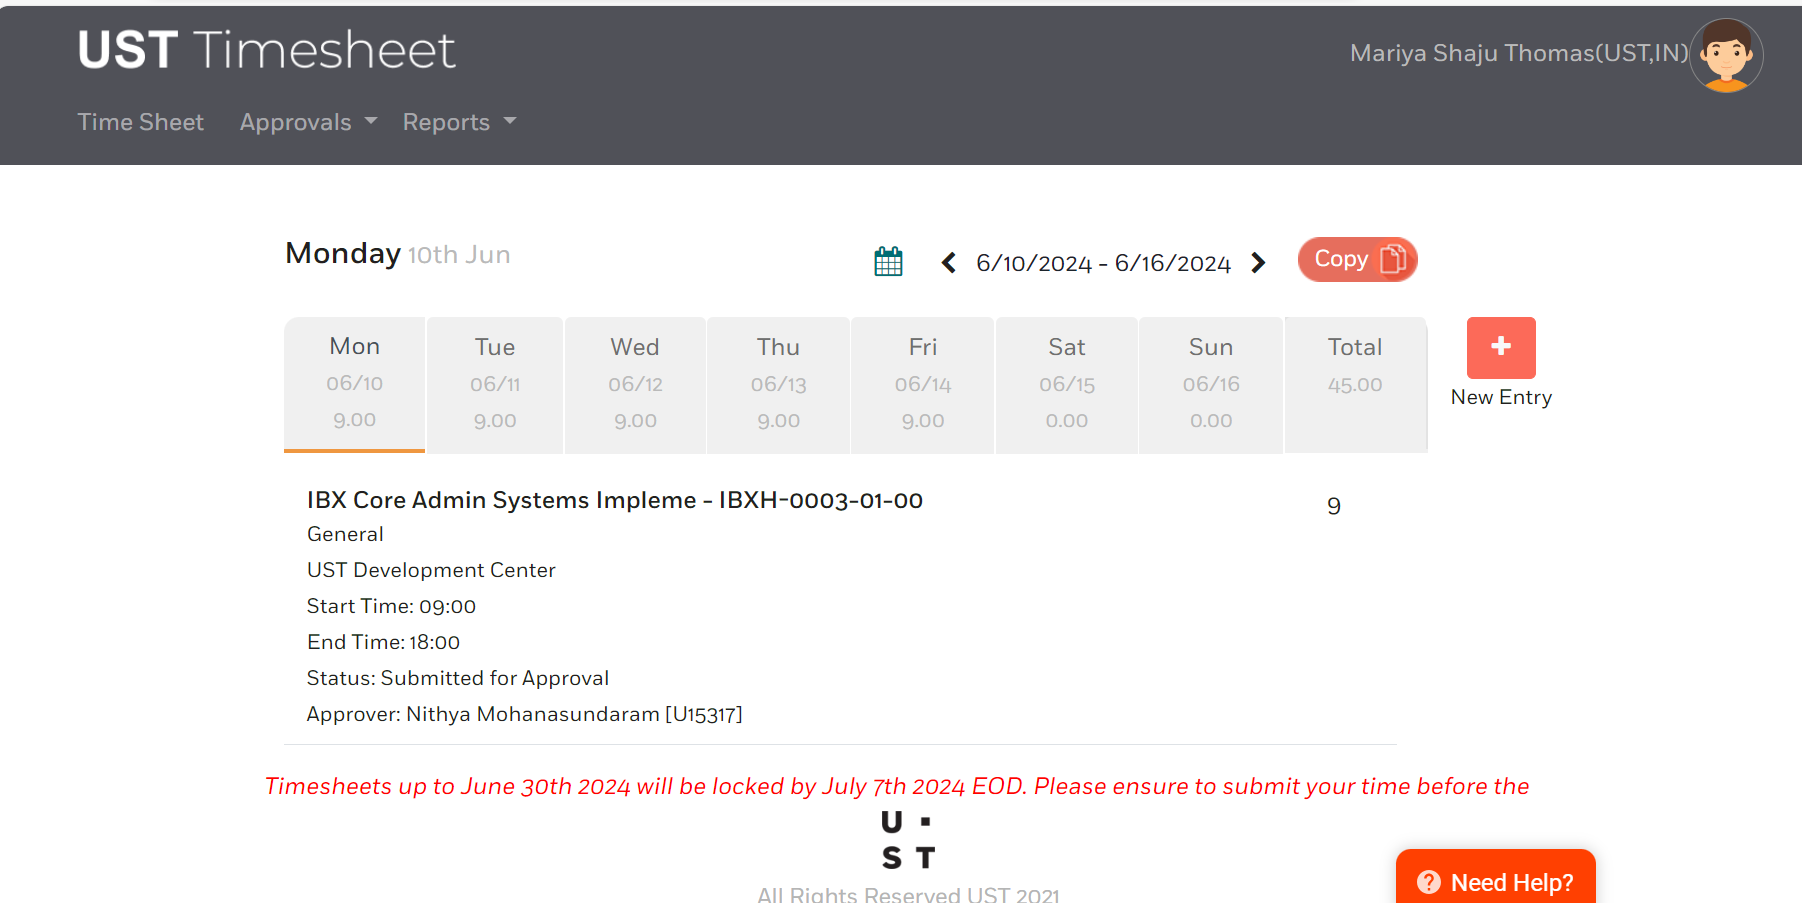 UST Timesheet
Mariya Shaju Thomas(UST,IN)
Time Sheet Approvals Reports
Monday 10th Jun
6/10/2024 - 6/16/2024
Copy
Mon Tue Wed Thu Fri Sat Sun Total
06/10 06/11 06/12 06/13 06/14 06/15 06/16 45.00
9.00 9.00 9.00 9.00 9.00 0.00 0.00
New Entry
IBX Core Admin Systems Impleme - IBXH-0003-01-00 9
General
UST Development Center
Start Time: 09:00
End Time: 18:00
Status: Submitted for Approval
Approver: Nithya Mohanasundaram [U15317]
Timesheets up to June 30th 2024 will be locked by July 7th 2024 EOD. Please ensure to submit your time before the
U
ST
All Rights Reserved UST 2021
Need Help?